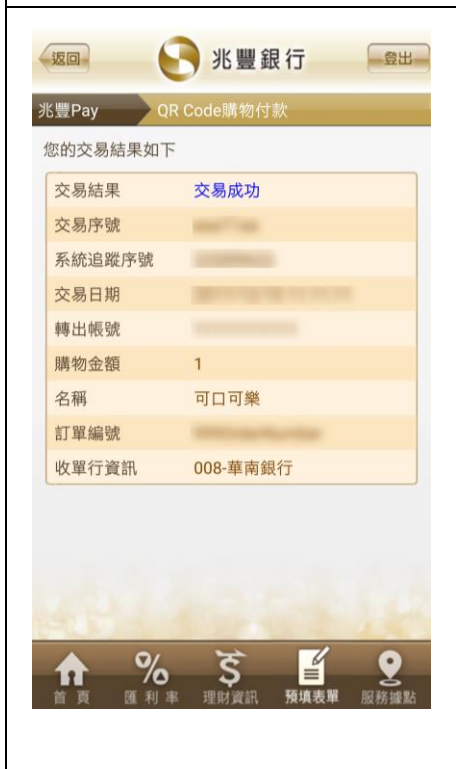 返回
兆豐銀行
登出
兆豐Pay
QR Code購物付款
您的交易結果如下
交易結果 交易成功
交易序號
系統追蹤序號
交易日期
轉出帳號
購物金額 1
名稱 可口可樂
訂單編號
收單行資訊 008-華南銀行
首頁 匯利率 理財資訊 預填表單 服務據點